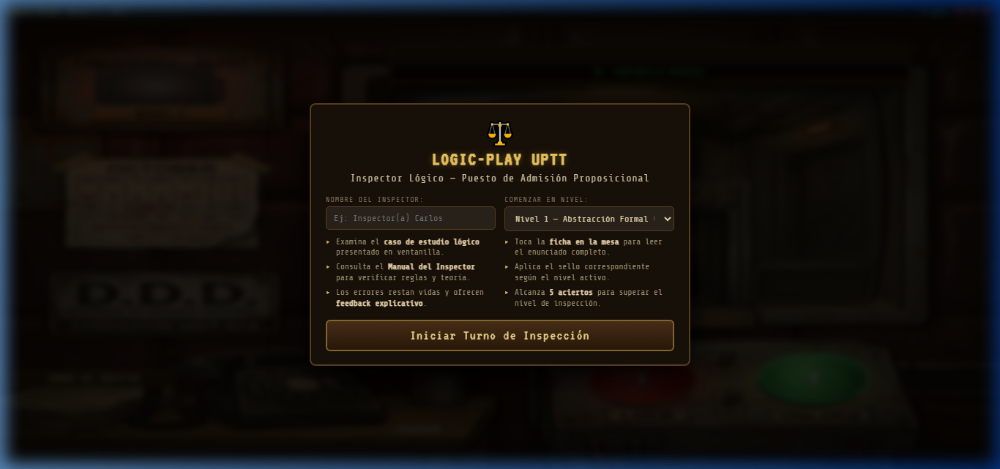 LOGIC-PLAY UPTT
Inspector Lógico — Puesto de Admisión Proposicional
NOMBRE DEL INSPECTOR:
Ej: Inspector(a) Carlos
COMENZAR EN NIVEL:
Nivel 1 — Abstracción Formal
▸ Examina el caso de estudio lógico
presentado en ventanilla.
▸ Consulta el Manual del Inspector
para verificar reglas y teoría.
▸ Los errores restan vidas y ofrecen
feedback explicativo.
▸ Toca la ficha en la mesa para leer
el enunciado completo.
▸ Aplica el sello correspondiente
según el nivel activo.
▸ Alcanza 5 aciertos para superar el
nivel de inspección.
Iniciar Turno de Inspección
D.D.D.